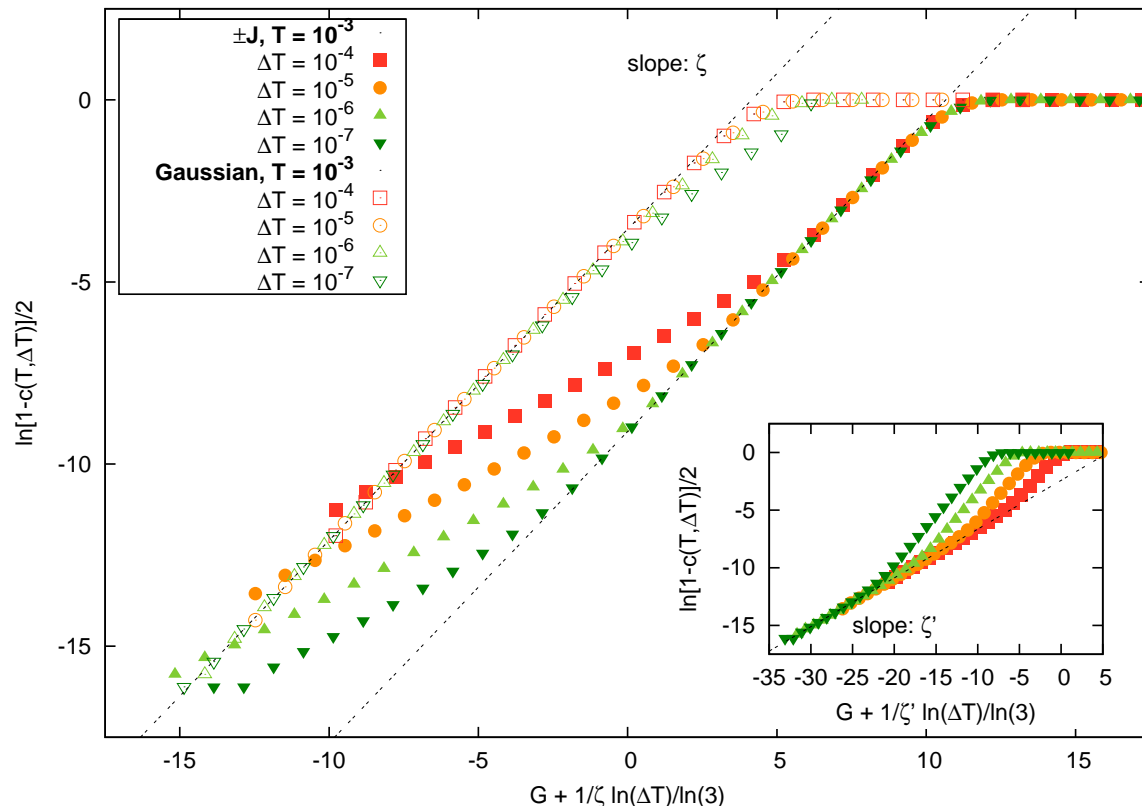 ±J, T = 10⁻³
ΔT = 10⁻⁴
ΔT = 10⁻⁵
ΔT = 10⁻⁶
ΔT = 10⁻⁷
Gaussian, T = 10⁻³
ΔT = 10⁻⁴
ΔT = 10⁻⁵
ΔT = 10⁻⁶
ΔT = 10⁻⁷
slope: ζ
0
-5
-10
-15
ln[1-c(T,ΔT)]/2
-15 -10 -5 0 5 10 15
G + 1/ζ ln(ΔT)/ln(3)
0
-5
-10
-15
ln[1-c(T,ΔT)]/2
slope: ζ'
-35 -30 -25 -20 -15 -10 -5 0 5
G + 1/ζ' ln(ΔT)/ln(3)